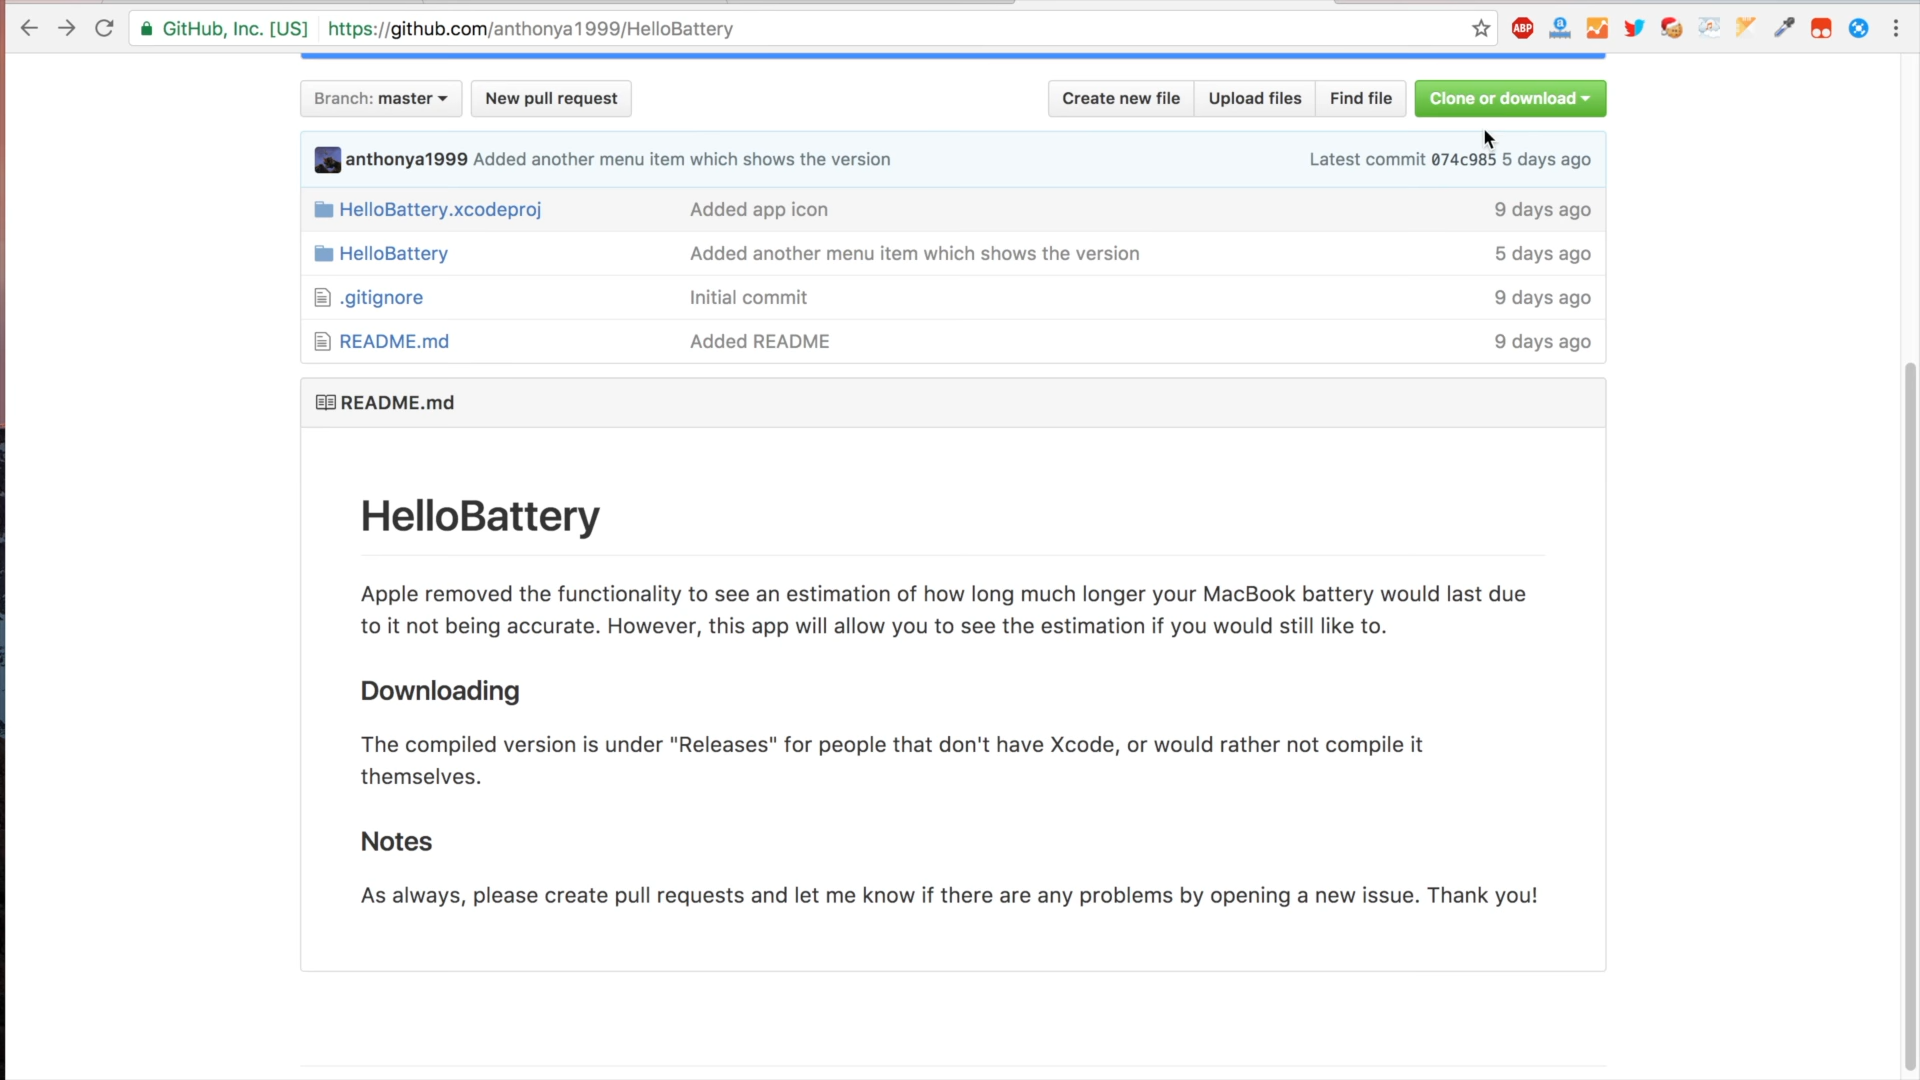 GitHub, Inc. [US] https://github.com/anthonya1999/HelloBattery
ABP
Branch: master New pull request Create new file Upload files Find file Clone or download
anthonya1999 Added another menu item which shows the version Latest commit 074c985 5 days ago
HelloBattery.xcodeproj Added app icon 9 days ago
HelloBattery Added another menu item which shows the version 5 days ago
.gitignore Initial commit 9 days ago
README.md Added README 9 days ago
README.md
HelloBattery
Apple removed the functionality to see an estimation of how long much longer your MacBook battery would last due
to it not being accurate. However, this app will allow you to see the estimation if you would still like to.
Downloading
The compiled version is under "Releases" for people that don't have Xcode, or would rather not compile it
themselves.
Notes
As always, please create pull requests and let me know if there are any problems by opening a new issue. Thank you!